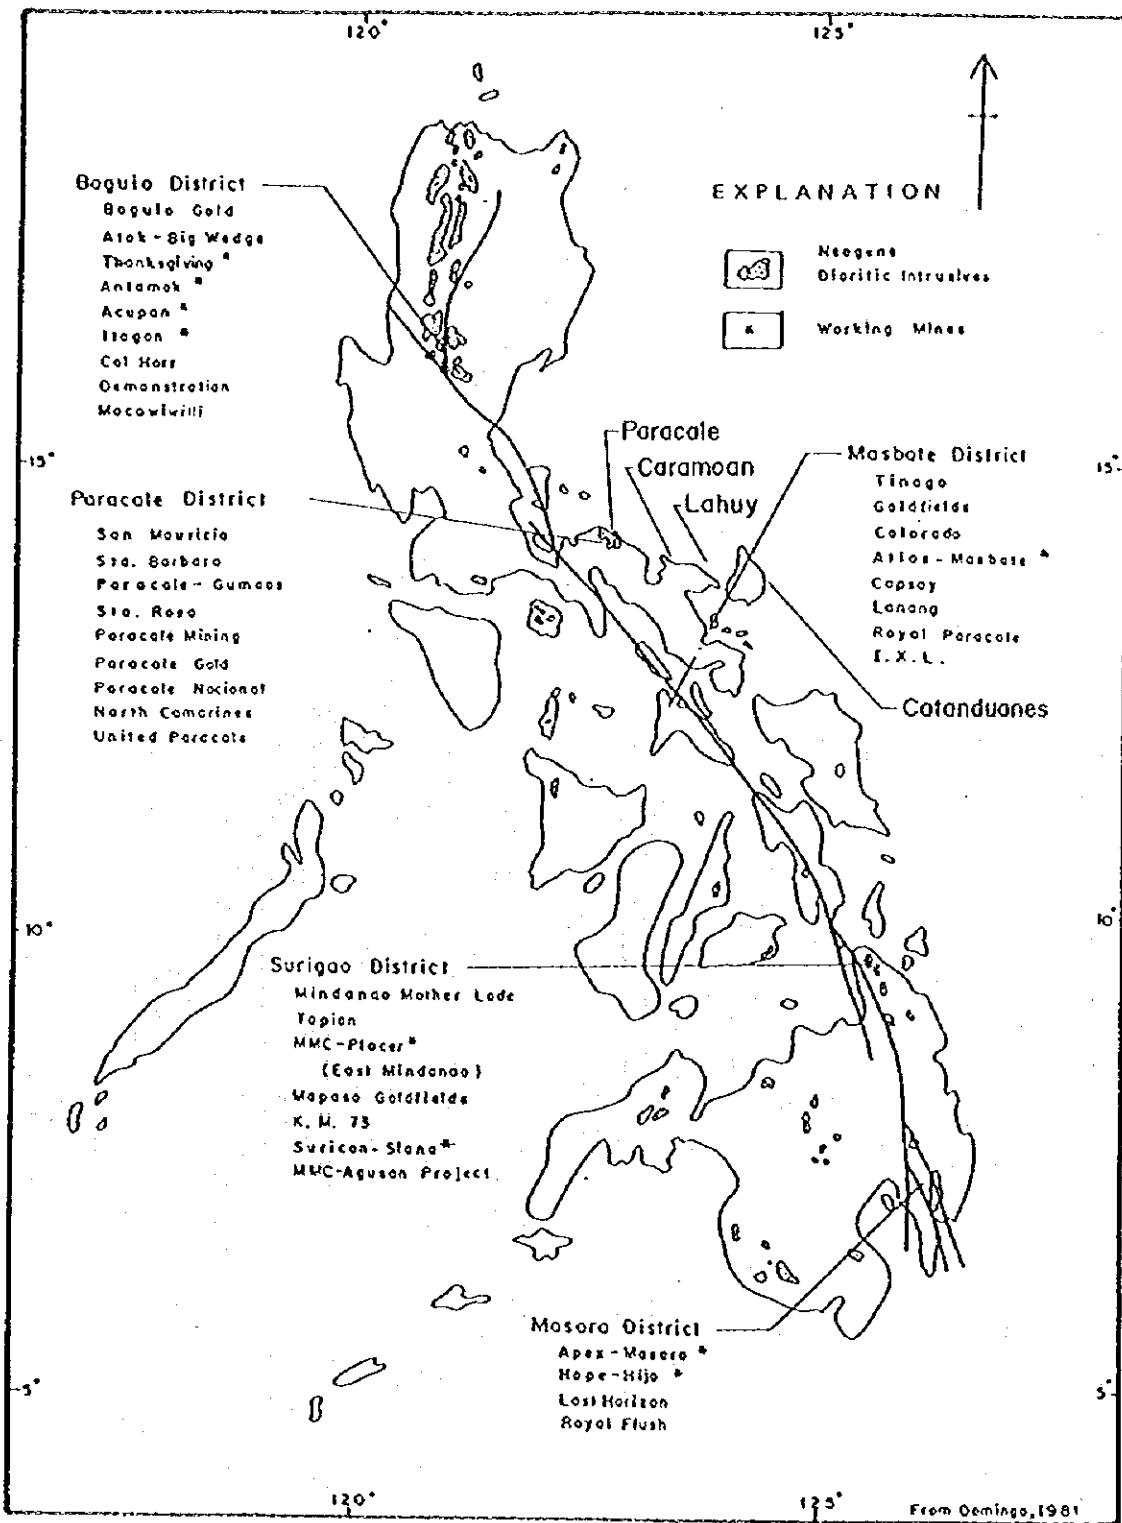 120°
125°
Baguio District
Baguio Gold
Atok-Big Wedge
Thanksgiving *
Antamok *
Acupan *
Itogon *
Cal Horr
Demonstration
Macawiwili
EXPLANATION
Neogene
Dioritic Intrusives
* Working Mines
15°
15°
Paracale
Caramoan
Lahuy
Masbate District
Tinago
Goldfields
Colorado
Atlas-Masbate *
Capsay
Lanang
Royal Paracale
I.X.L.
Catanduanes
Paracale District
San Mauricio
Sta. Barbara
Paracale-Gumaos
Sta. Rosa
Paracale Mining
Paracale Gold
Paracale Nacional
North Camarines
United Paracale
10°
10°
Surigao District
Mindanao Mother Lode
Tapian
MMC-Placer *
(East Mindanao)
Mapaso Goldfields
K. M. 73
Suricon-Siana *
MMC-Agusan Project
Masara District
Apex-Masara *
Hope-Hijo *
Lost Horizon
Royal Flush
5°
5°
120°
125°
From Domingo, 1981